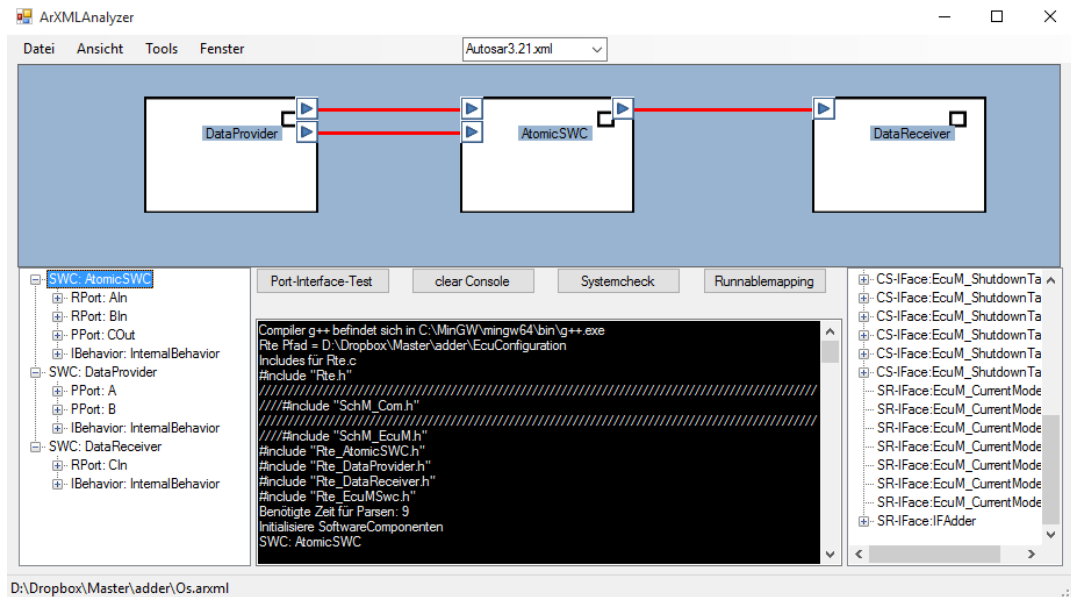 ArXMLAnalyzer
Datei Ansicht Tools Fenster Autosar3.21.xml
DataProvider AtomicSWC DataReceiver
SWC: AtomicSWC
RPort: AIn
RPort: BIn
PPort: COut
IBehavior: InternalBehavior
SWC: DataProvider
PPort: A
PPort: B
IBehavior: InternalBehavior
SWC: DataReceiver
RPort: CIn
IBehavior: InternalBehavior
Port-Interface-Test clear Console Systemcheck Runnablemapping
Compiler g++ befindet sich in C:\MinGW\mingw64\bin\g++.exe
Rte Pfad = D:\Dropbox\Master\adder\EcuConfiguration
Includes für Rte.c
#include "Rte.h"
////////////////////////////////////////////////////////////////////////////////
////#include "SchM_Com.h"
////////////////////////////////////////////////////////////////////////////////
////#include "SchM_EcuM.h"
#include "Rte_AtomicSWC.h"
#include "Rte_DataProvider.h"
#include "Rte_DataReceiver.h"
#include "Rte_EcuMSwc.h"
Benötigte Zeit für Parsen: 9
Initialisiere SoftwareComponenten
SWC: AtomicSWC
CS-IFace:EcuM_ShutdownTa
CS-IFace:EcuM_ShutdownTa
CS-IFace:EcuM_ShutdownTa
CS-IFace:EcuM_ShutdownTa
CS-IFace:EcuM_ShutdownTa
CS-IFace:EcuM_ShutdownTa
SR-IFace:EcuM_CurrentMode
SR-IFace:EcuM_CurrentMode
SR-IFace:EcuM_CurrentMode
SR-IFace:EcuM_CurrentMode
SR-IFace:EcuM_CurrentMode
SR-IFace:EcuM_CurrentMode
SR-IFace:EcuM_CurrentMode
SR-IFace:IFAdder
D:\Dropbox\Master\adder\Os.arxml